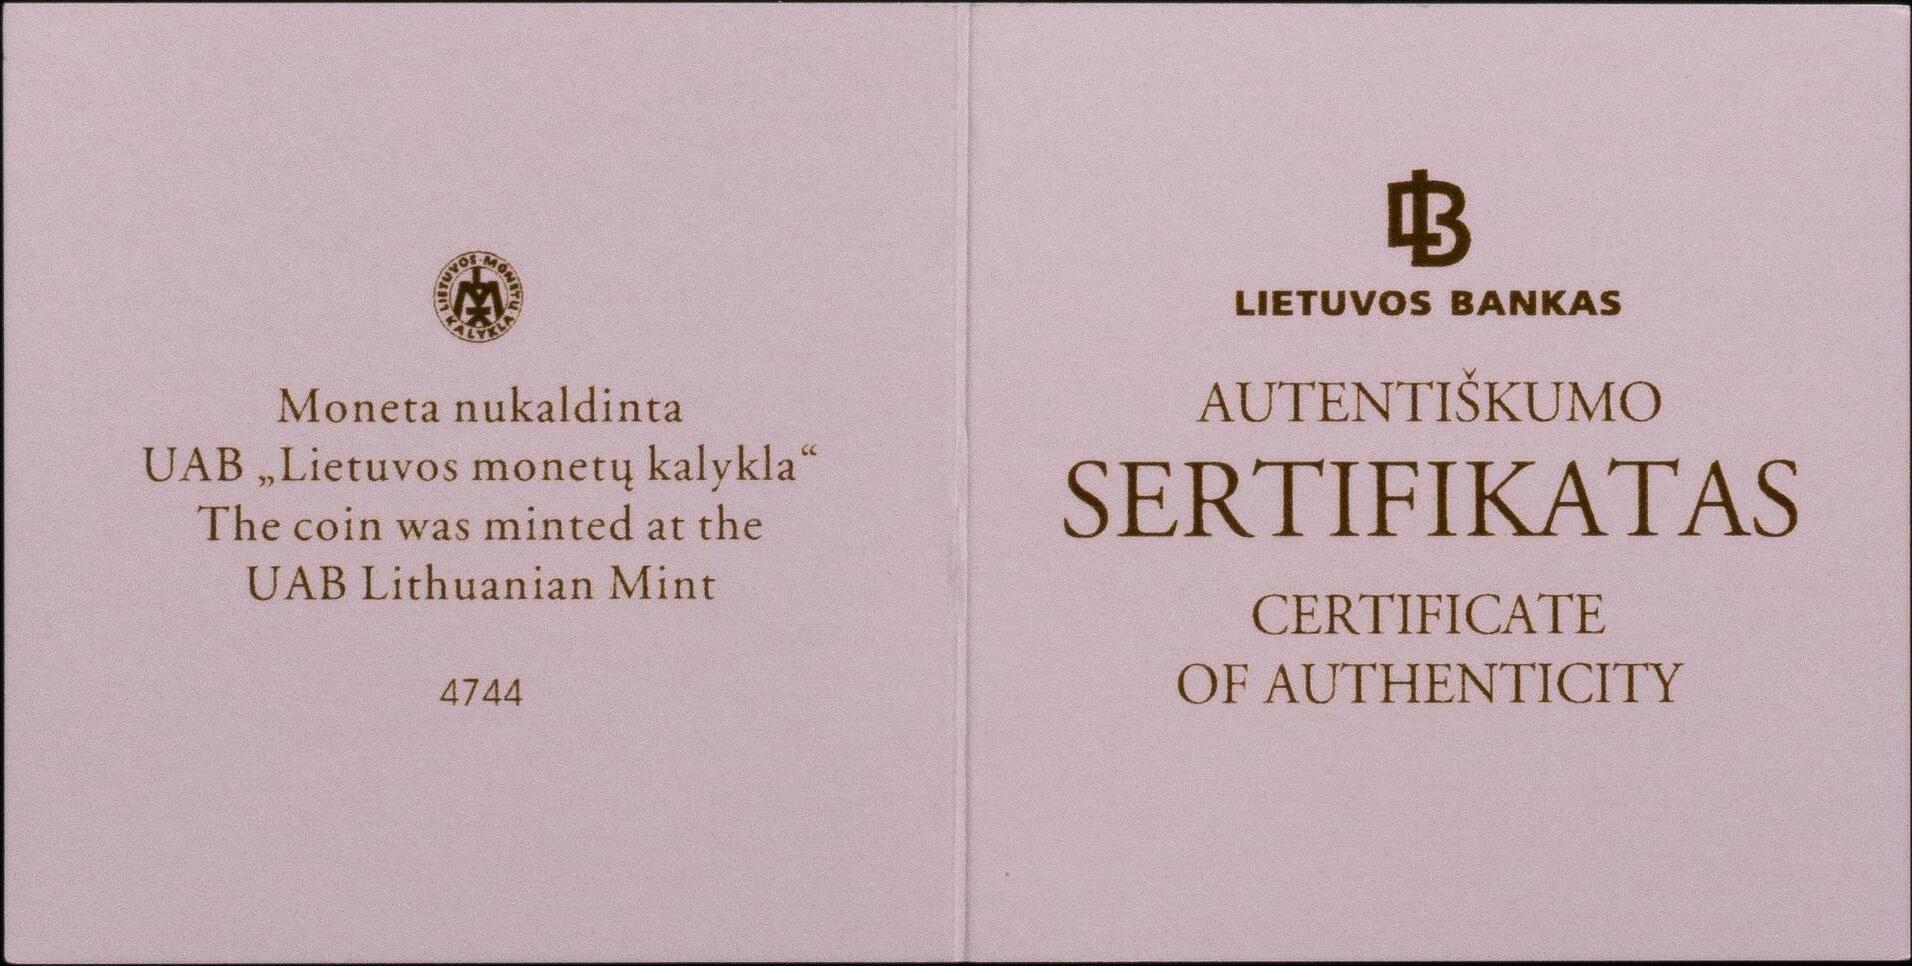 LIETUVOS MONETŲ KALYKLA
Moneta nukaldinta
UAB „Lietuvos monetų kalykla“
The coin was minted at the
UAB Lithuanian Mint
4744
LIETUVOS BANKAS
AUTENTIŠKUMO
SERTIFIKATAS
CERTIFICATE
OF AUTHENTICITY